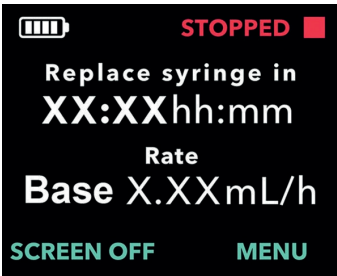 STOPPED
Replace syringe in
XX:XXhh:mm
Rate
Base X.XXmL/h
SCREEN OFF MENU